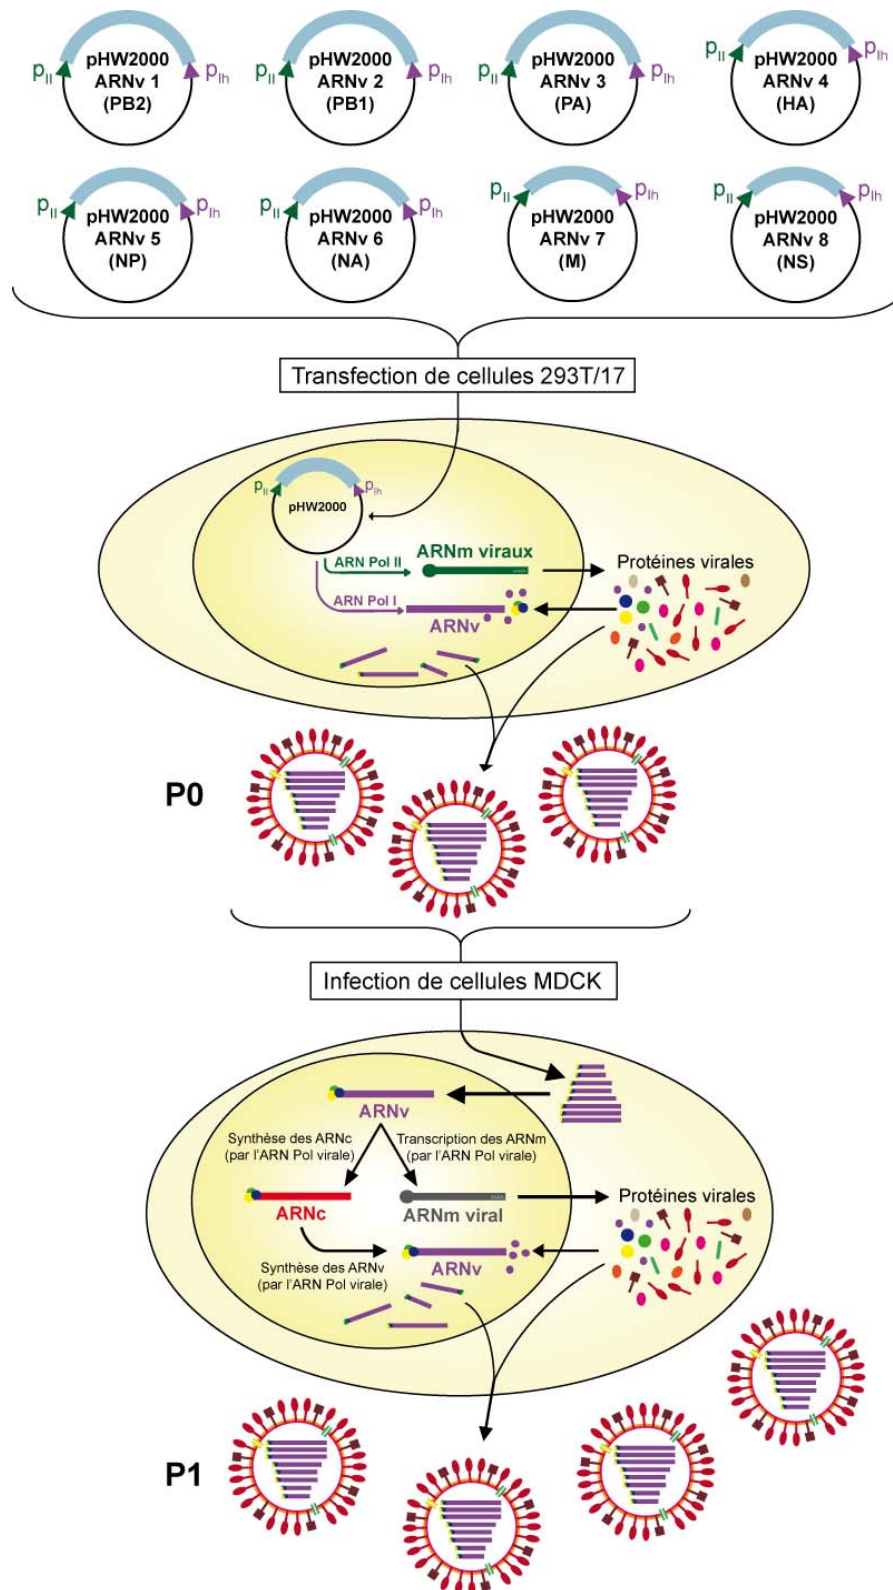 pHW2000
ARNv 1
(PB2)
pII
pIh
pHW2000
ARNv 2
(PB1)
pII
pIh
pHW2000
ARNv 3
(PA)
pII
pIh
pHW2000
ARNv 4
(HA)
pII
pIh
pHW2000
ARNv 5
(NP)
pII
pIh
pHW2000
ARNv 6
(NA)
pII
pIh
pHW2000
ARNv 7
(M)
pII
pIh
pHW2000
ARNv 8
(NS)
pII
pIh
Transfection de cellules 293T/17
pII
pIh
pHW2000
ARN Pol II
ARNm viraux
Protéines virales
ARN Pol I
ARNv
P0
Infection de cellules MDCK
ARNv
Synthèse des ARNc
(par l'ARN Pol virale)
Transcription des ARNm
(par l'ARN Pol virale)
ARNc
ARNm viral
Protéines virales
Synthèse des ARNv
(par l'ARN Pol virale)
ARNv
P1